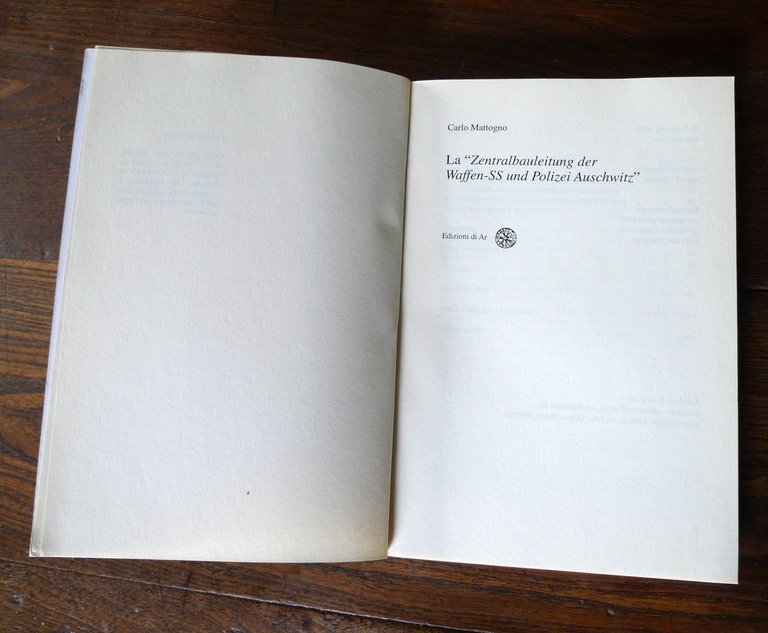 Carlo Mattogno
La “Zentralbauleitung der
Waffen-SS und Polizei Auschwitz”
Edizioni di Ar